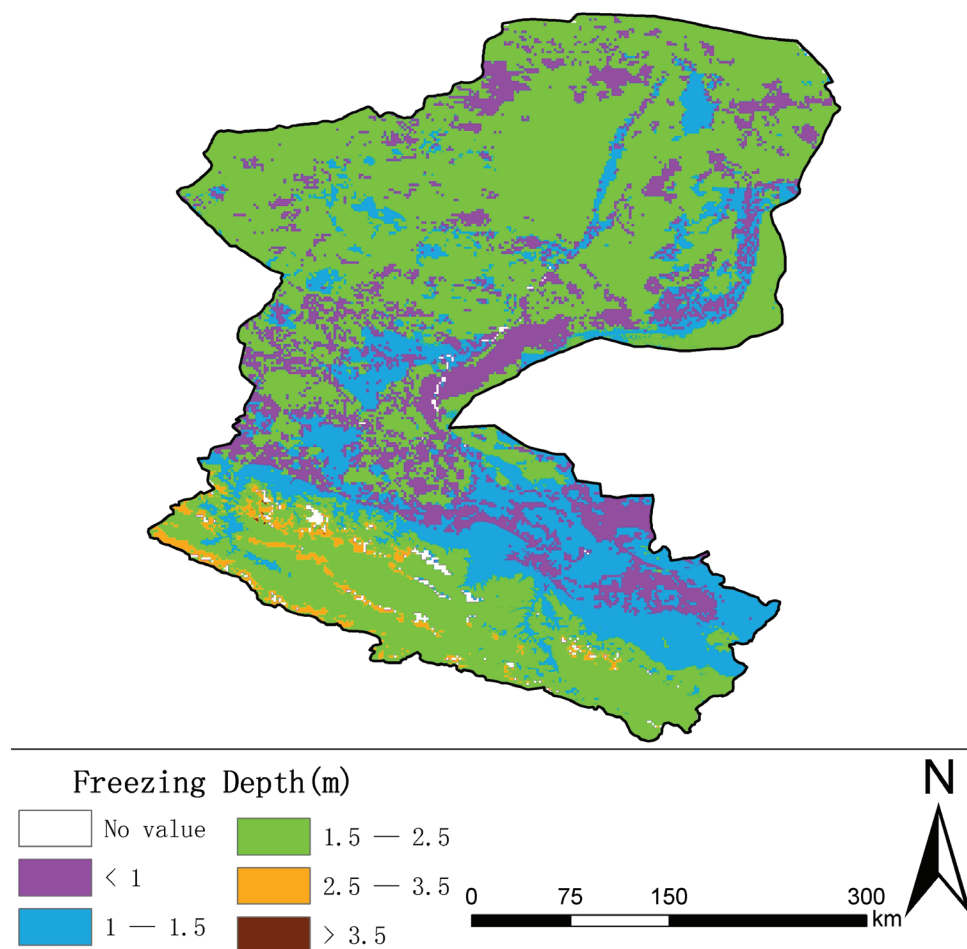 Freezing Depth(m)
No value
< 1
1 — 1.5
1.5 — 2.5
2.5 — 3.5
> 3.5
N
0 75 150 300
km